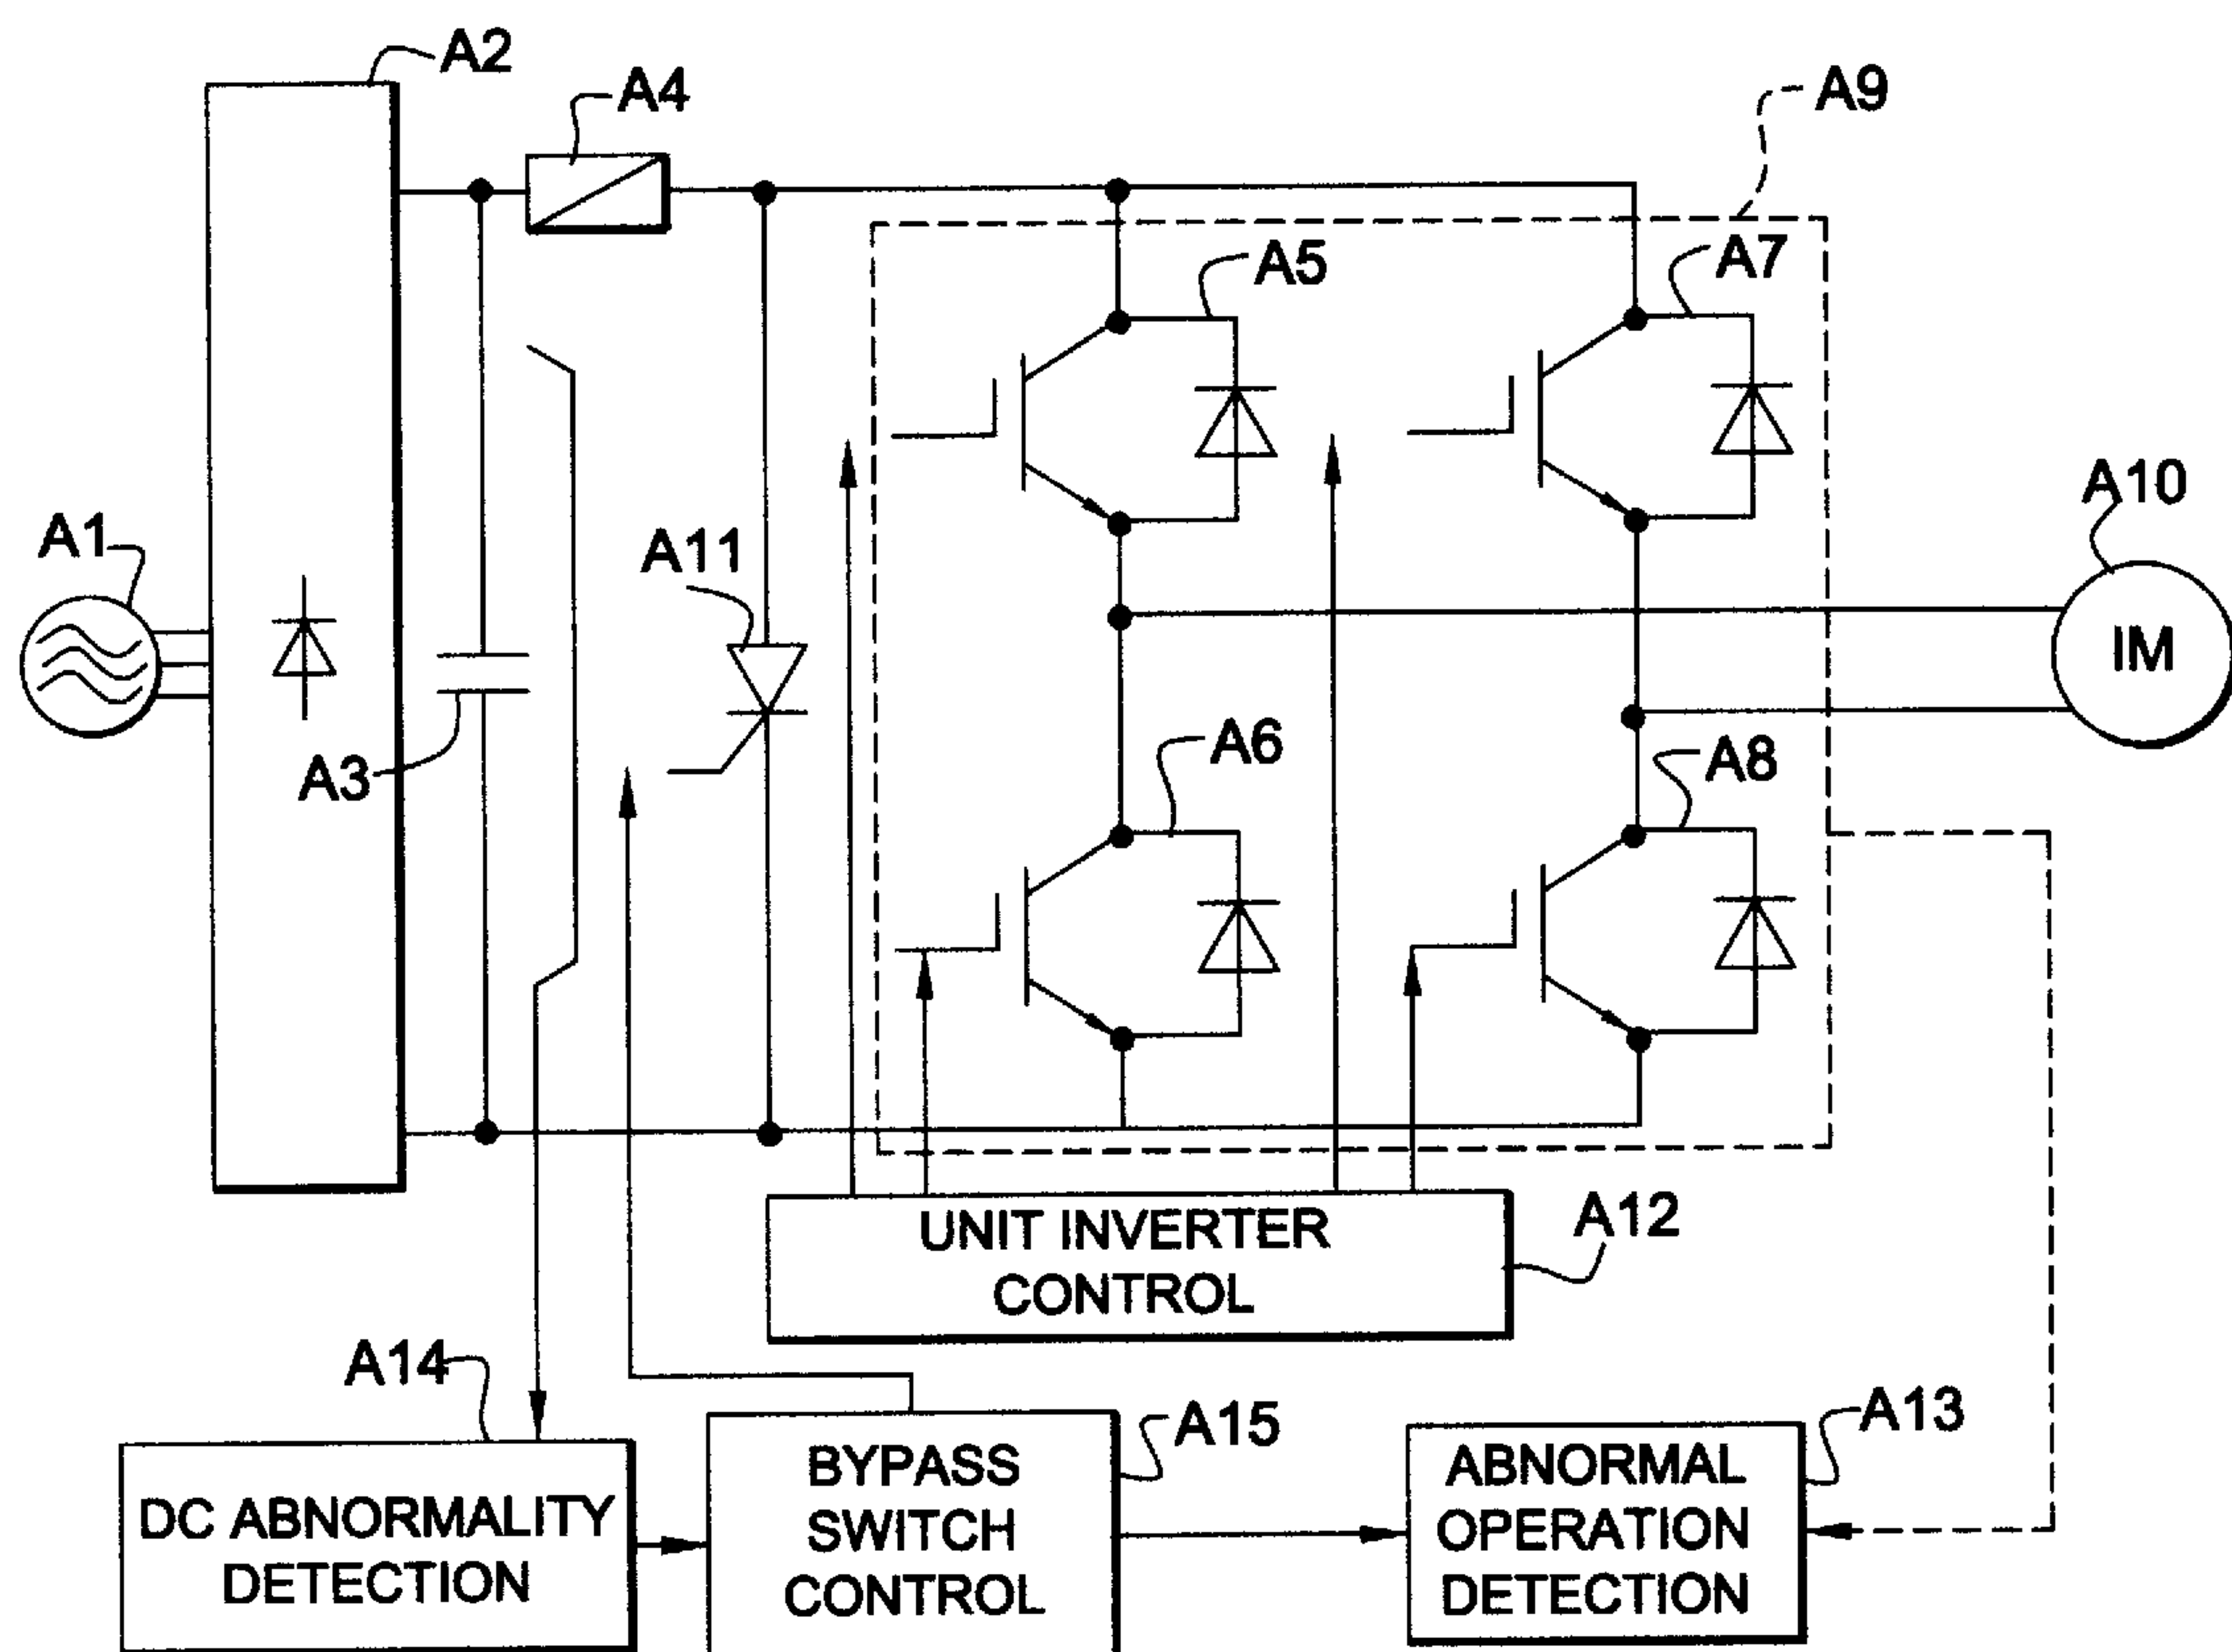 A2
A4
A9
A5
A7
A1
A11
A10
IM
A3
A6
A8
UNIT INVERTER
CONTROL
A12
A14
A15
A13
DC ABNORMALITY
DETECTION
BYPASS
SWITCH
CONTROL
ABNORMAL
OPERATION
DETECTION